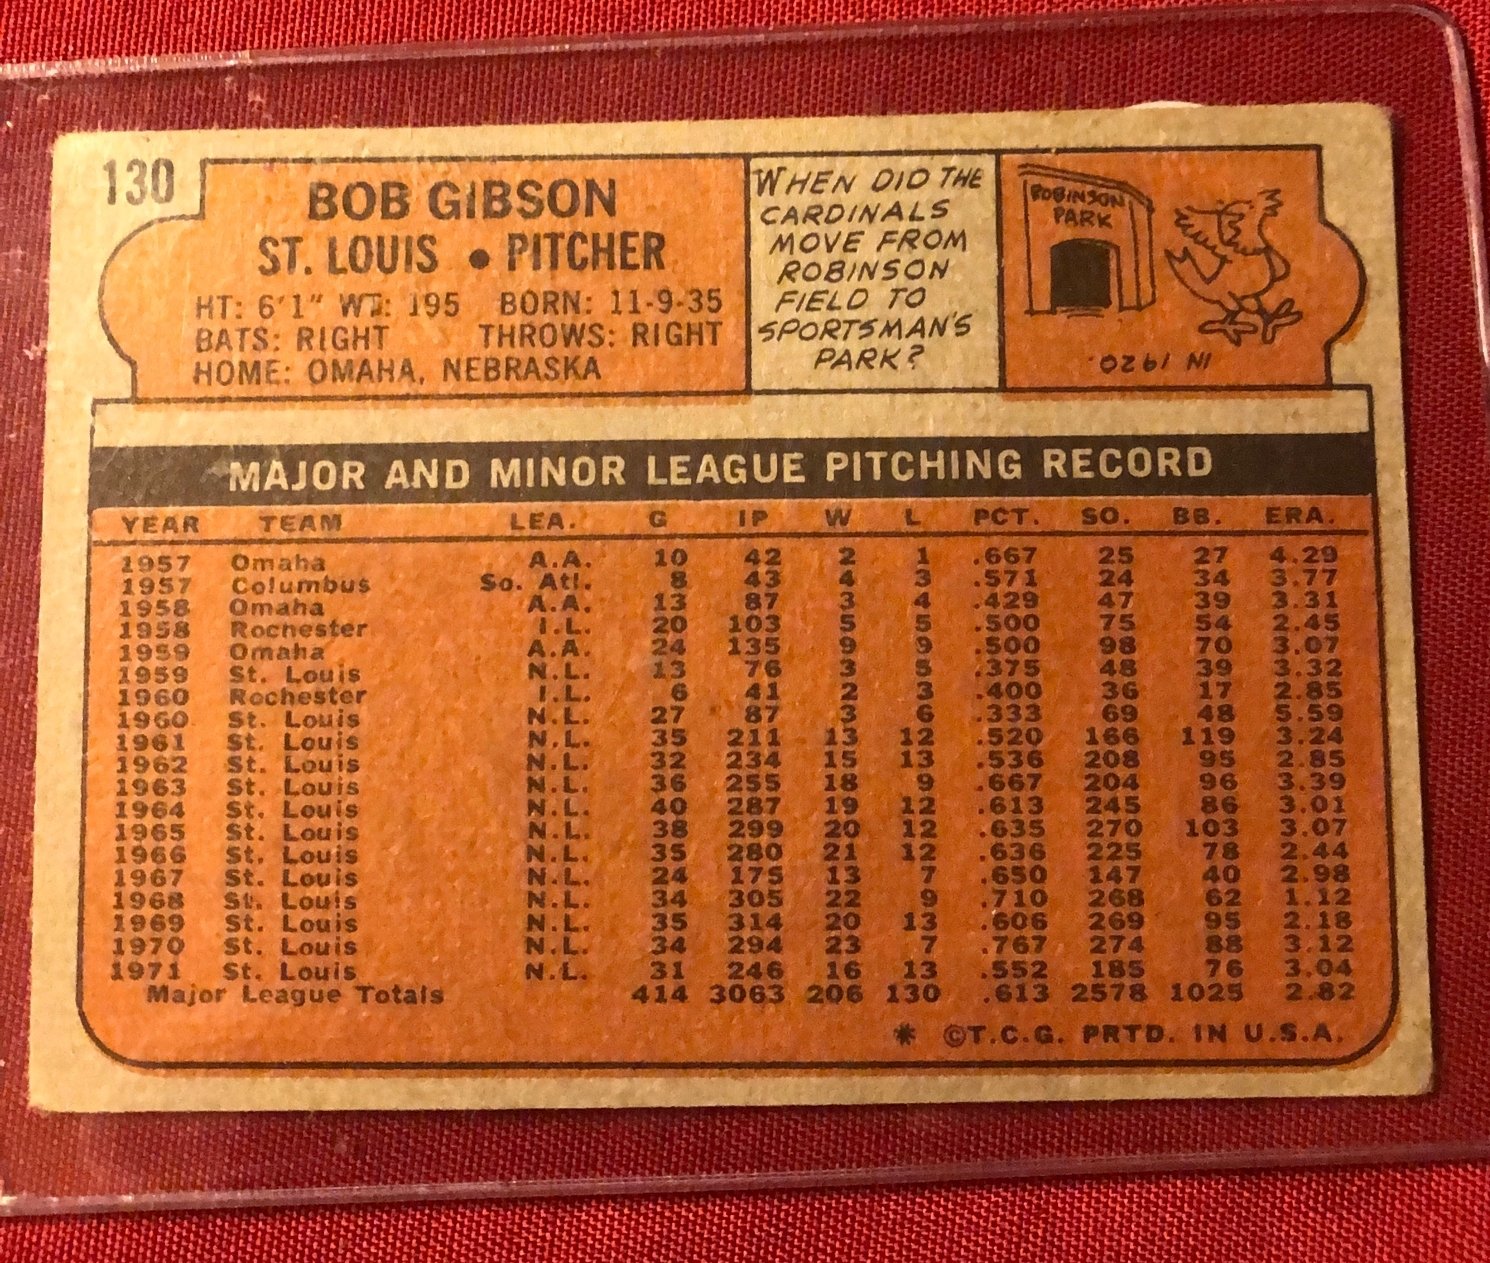 130
BOB GIBSON
ST. LOUIS • PITCHER
HT: 6'1" WT: 195 BORN: 11-9-35
BATS: RIGHT THROWS: RIGHT
HOME: OMAHA, NEBRASKA
WHEN DID THE
CARDINALS
MOVE FROM
ROBINSON
FIELD TO
SPORTSMAN'S
PARK?
ROBINSON
PARK
IN 1920.
MAJOR AND MINOR LEAGUE PITCHING RECORD
YEAR TEAM LEA. G IP W L PCT. SO. BB. ERA.
1957 Omaha A.A. 10 42 2 1 .667 25 27 4.29
1957 Columbus So. Atl. 8 43 4 3 .571 24 34 3.77
1958 Omaha A.A. 13 87 3 4 .429 47 39 3.31
1958 Rochester I.L. 20 103 5 5 .500 75 54 2.45
1959 Omaha A.A. 24 135 9 9 .500 98 70 3.07
1959 St. Louis N.L. 13 76 3 5 .375 48 39 3.32
1960 Rochester I.L. 6 41 2 3 .400 36 17 2.85
1960 St. Louis N.L. 27 87 3 6 .333 69 48 5.59
1961 St. Louis N.L. 35 211 13 12 .520 166 119 3.24
1962 St. Louis N.L. 32 234 15 13 .536 208 95 2.85
1963 St. Louis N.L. 36 255 18 9 .667 204 96 3.39
1964 St. Louis N.L. 40 287 19 12 .613 245 86 3.01
1965 St. Louis N.L. 38 299 20 12 .635 270 103 3.07
1966 St. Louis N.L. 35 280 21 12 .636 225 78 2.44
1967 St. Louis N.L. 24 175 13 7 .650 147 40 2.98
1968 St. Louis N.L. 34 305 22 9 .710 268 62 1.12
1969 St. Louis N.L. 35 314 20 13 .606 269 95 2.18
1970 St. Louis N.L. 34 294 23 7 .767 274 88 3.12
1971 St. Louis N.L. 31 246 16 13 .552 185 76 3.04
Major League Totals 414 3063 206 130 .613 2578 1025 2.82
* ©T.C.G. PRTD. IN U.S.A.